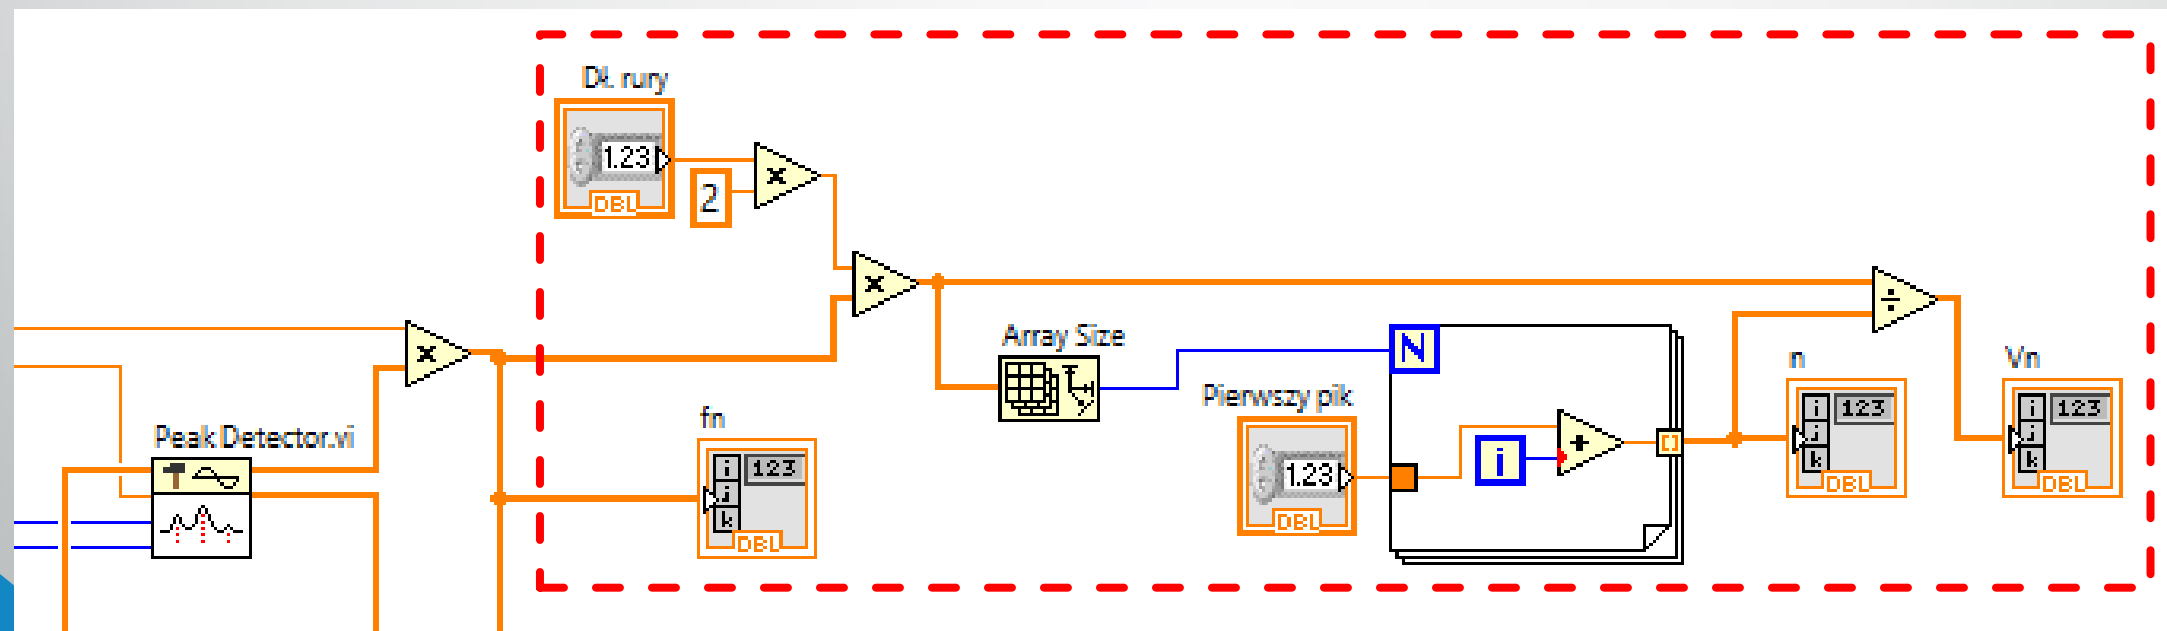 Dł. rury
1.23
DBL
2
x
x
÷
x
Array Size
N
n
Vn
Pierwszy pik
i
123
j
k
DBL
i
123
j
k
DBL
fn
Peak Detector.vi
+
i
1.23
DBL
i
123
j
k
DBL